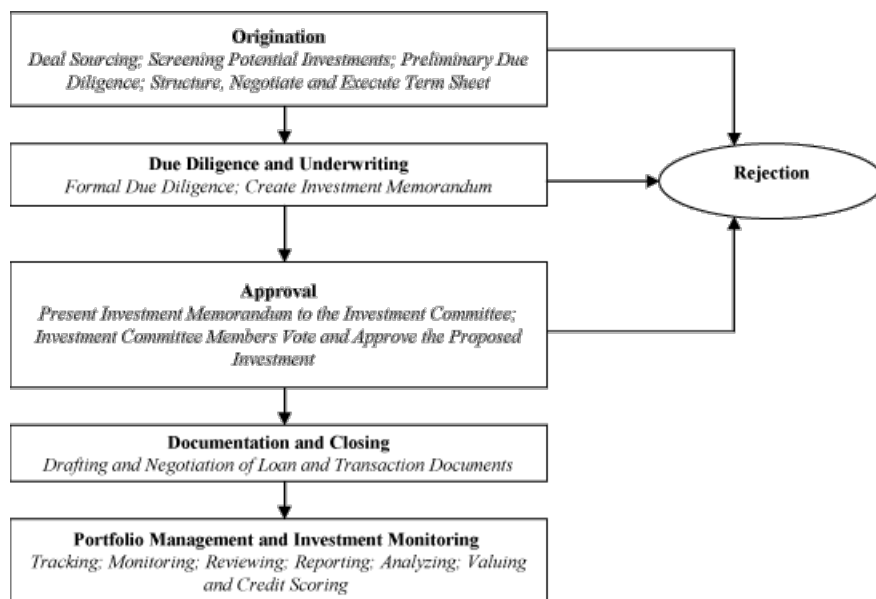 Origination
Deal Sourcing; Screening Potential Investments; Preliminary Due
Diligence; Structure, Negotiate and Execute Term Sheet
Due Diligence and Underwriting
Formal Due Diligence; Create Investment Memorandum
Rejection
Approval
Present Investment Memorandum to the Investment Committee;
Investment Committee Members Vote and Approve the Proposed
Investment
Documentation and Closing
Drafting and Negotiation of Loan and Transaction Documents
Portfolio Management and Investment Monitoring
Tracking; Monitoring; Reviewing; Reporting; Analyzing; Valuing
and Credit Scoring